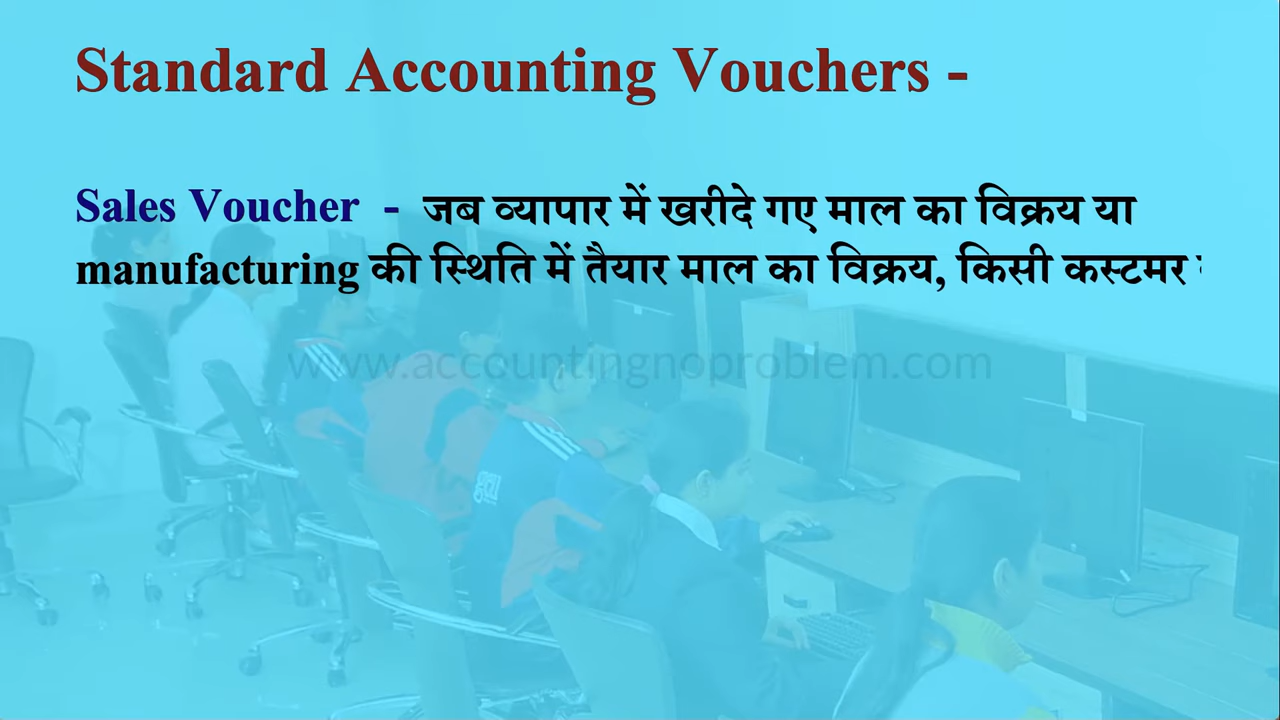 Standard Accounting Vouchers -
Sales Voucher - जब व्यापार में खरीदे गए माल का विक्रय या
manufacturing की स्थिति में तैयार माल का विक्रय, किसी कस्टमर
www.accountingnoproblem.com